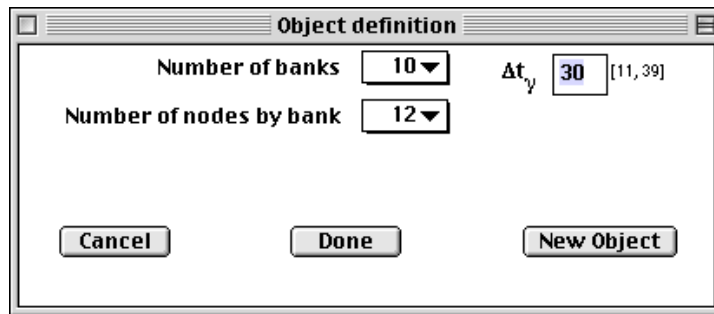 Object definition
Number of banks 10 Δtγ 30 [11, 39]
Number of nodes by bank 12
Cancel Done New Object